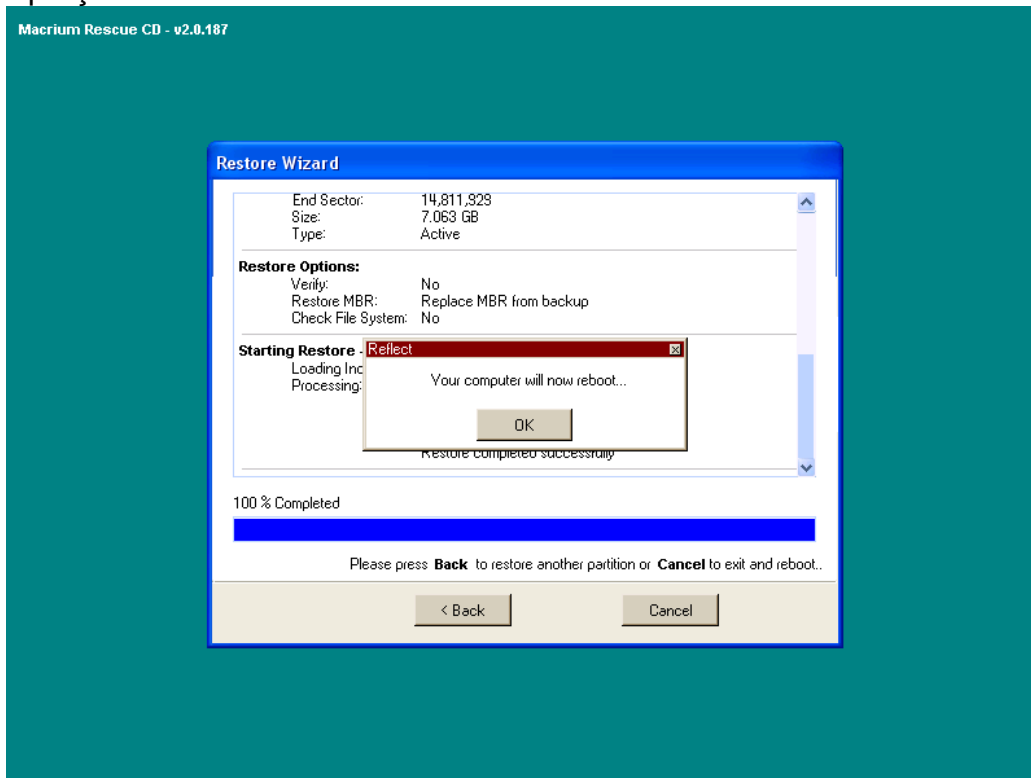 Macrium Rescue CD - v2.0.187
Restore Wizard
End Sector: 14,811,929
Size: 7.063 GB
Type: Active
Restore Options:
Verify: No
Restore MBR: Replace MBR from backup
Check File System: No
Starting Restore -
Loading
Processing:
Reflect
Your computer will now reboot...
OK
Restore completed successfully
100 % Completed
Please press Back to restore another partition or Cancel to exit and reboot..
< Back
Cancel